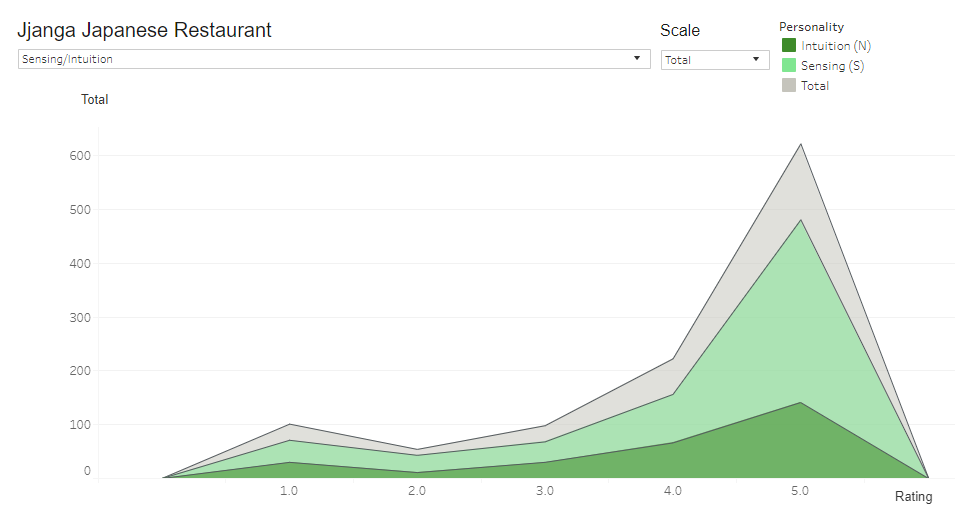 Jjanga Japanese Restaurant
Sensing/Intuition
Scale
Total
Personality
Intuition (N)
Sensing (S)
Total
Total
600
500
400
300
200
100
0
1.0 2.0 3.0 4.0 5.0
Rating